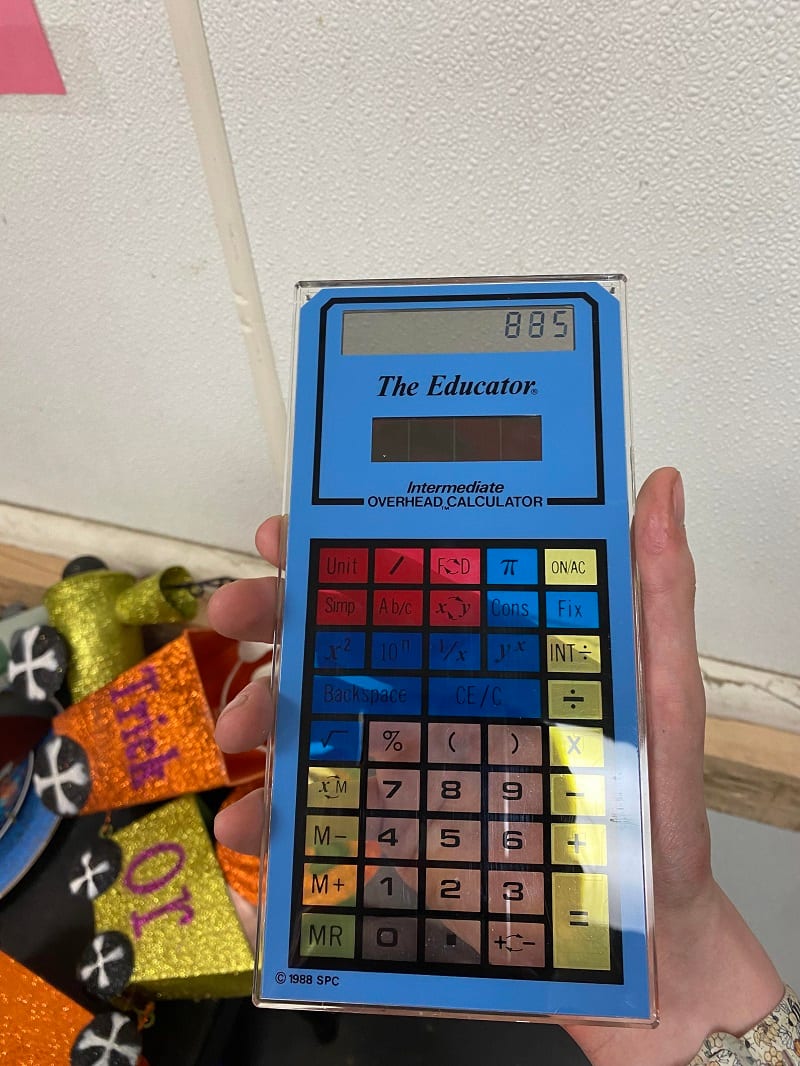 885
The Educator®
Intermediate
OVERHEAD CALCULATOR
TM
Unit / F⇄D π ON/AC
Simp Ab/c x⇄y Cons Fix
x² 10ⁿ 1/x yˣ INT÷
Backspace CE/C ÷
√ % ( ) X
x⇄M 7 8 9 -
M- 4 5 6 +
M+ 1 2 3 =
MR 0 . +⇄-
© 1988 SPC
Trick
Or